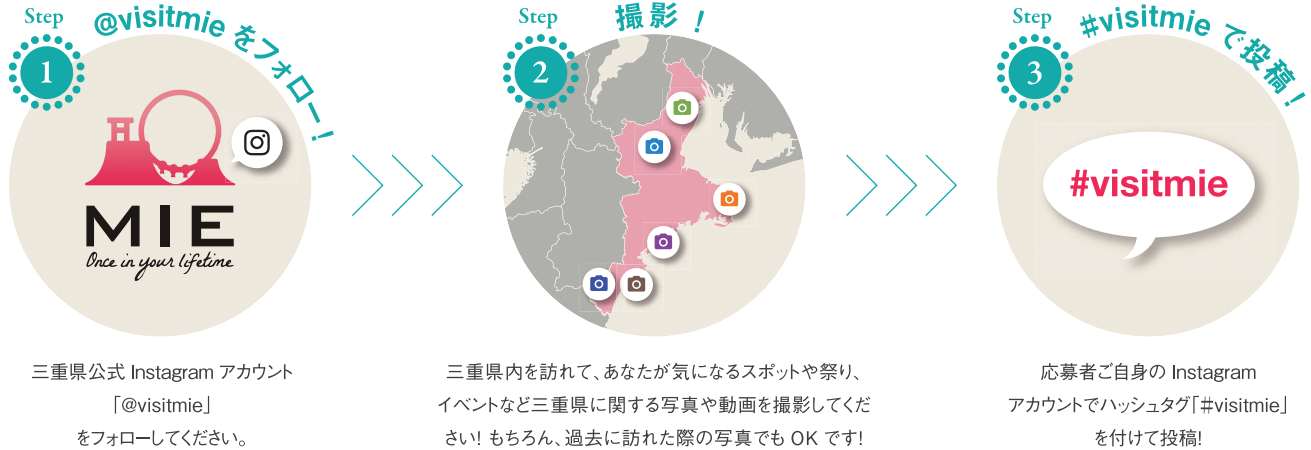 Step
1
@visitmie をフォロー!
MIE
Once in your lifetime
三重県公式 Instagram アカウント
「@visitmie」
をフォローしてください。
Step
2
撮影!
三重県内を訪れて、あなたが気になるスポットや祭り、
イベントなど三重県に関する写真や動画を撮影してくだ
さい! もちろん、過去に訪れた際の写真でも OK です!
Step
3
#visitmie で投稿!
#visitmie
応募者ご自身の Instagram
アカウントでハッシュタグ「#visitmie」
を付けて投稿!